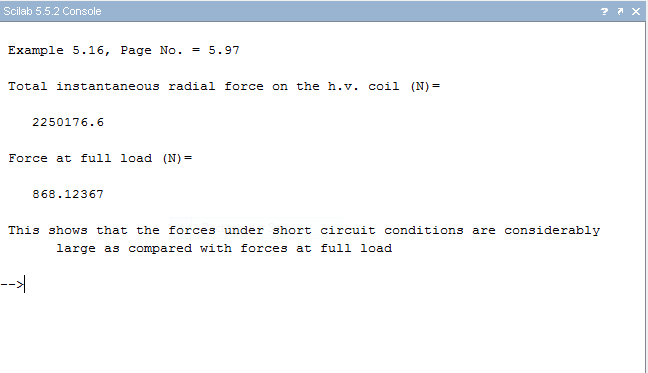 Scilab 5.5.2 Console
Example 5.16, Page No. = 5.97
Total instantaneous radial force on the h.v. coil (N)=
2250176.6
Force at full load (N)=
868.12367
This shows that the forces under short circuit conditions are considerably
large as compared with forces at full load
-->